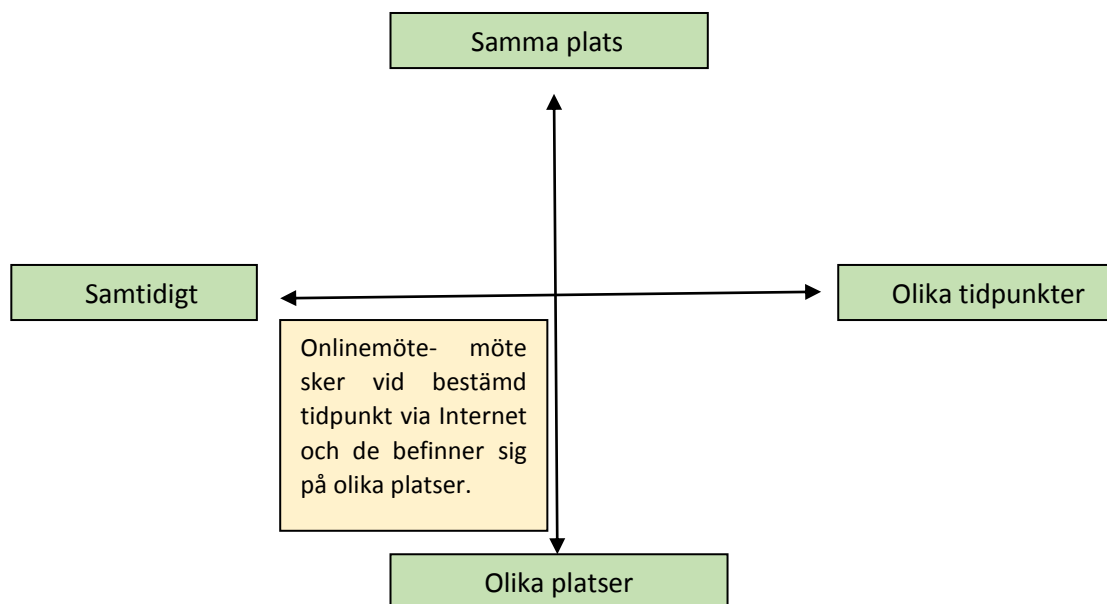 Samma plats
Samtidigt
Olika tidpunkter
Onlinemöte- möte
sker vid bestämd
tidpunkt via Internet
och de befinner sig
på olika platser.
Olika platser